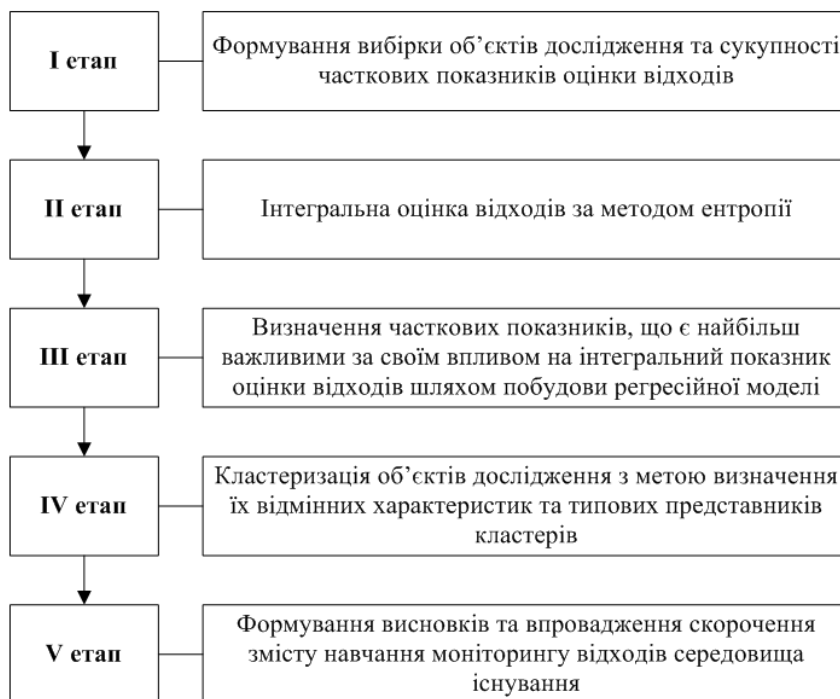 I етап
Формування вибірки об’єктів дослідження та сукупності
часткових показників оцінки відходів
II етап
Інтегральна оцінка відходів за методом ентропії
III етап
Визначення часткових показників, що є найбільш
важливими за своїм впливом на інтегральний показник
оцінки відходів шляхом побудови регресійної моделі
IV етап
Кластеризація об’єктів дослідження з метою визначення
їх відмінних характеристик та типових представників
кластерів
V етап
Формування висновків та впровадження скорочення
змісту навчання моніторингу відходів середовища
існування